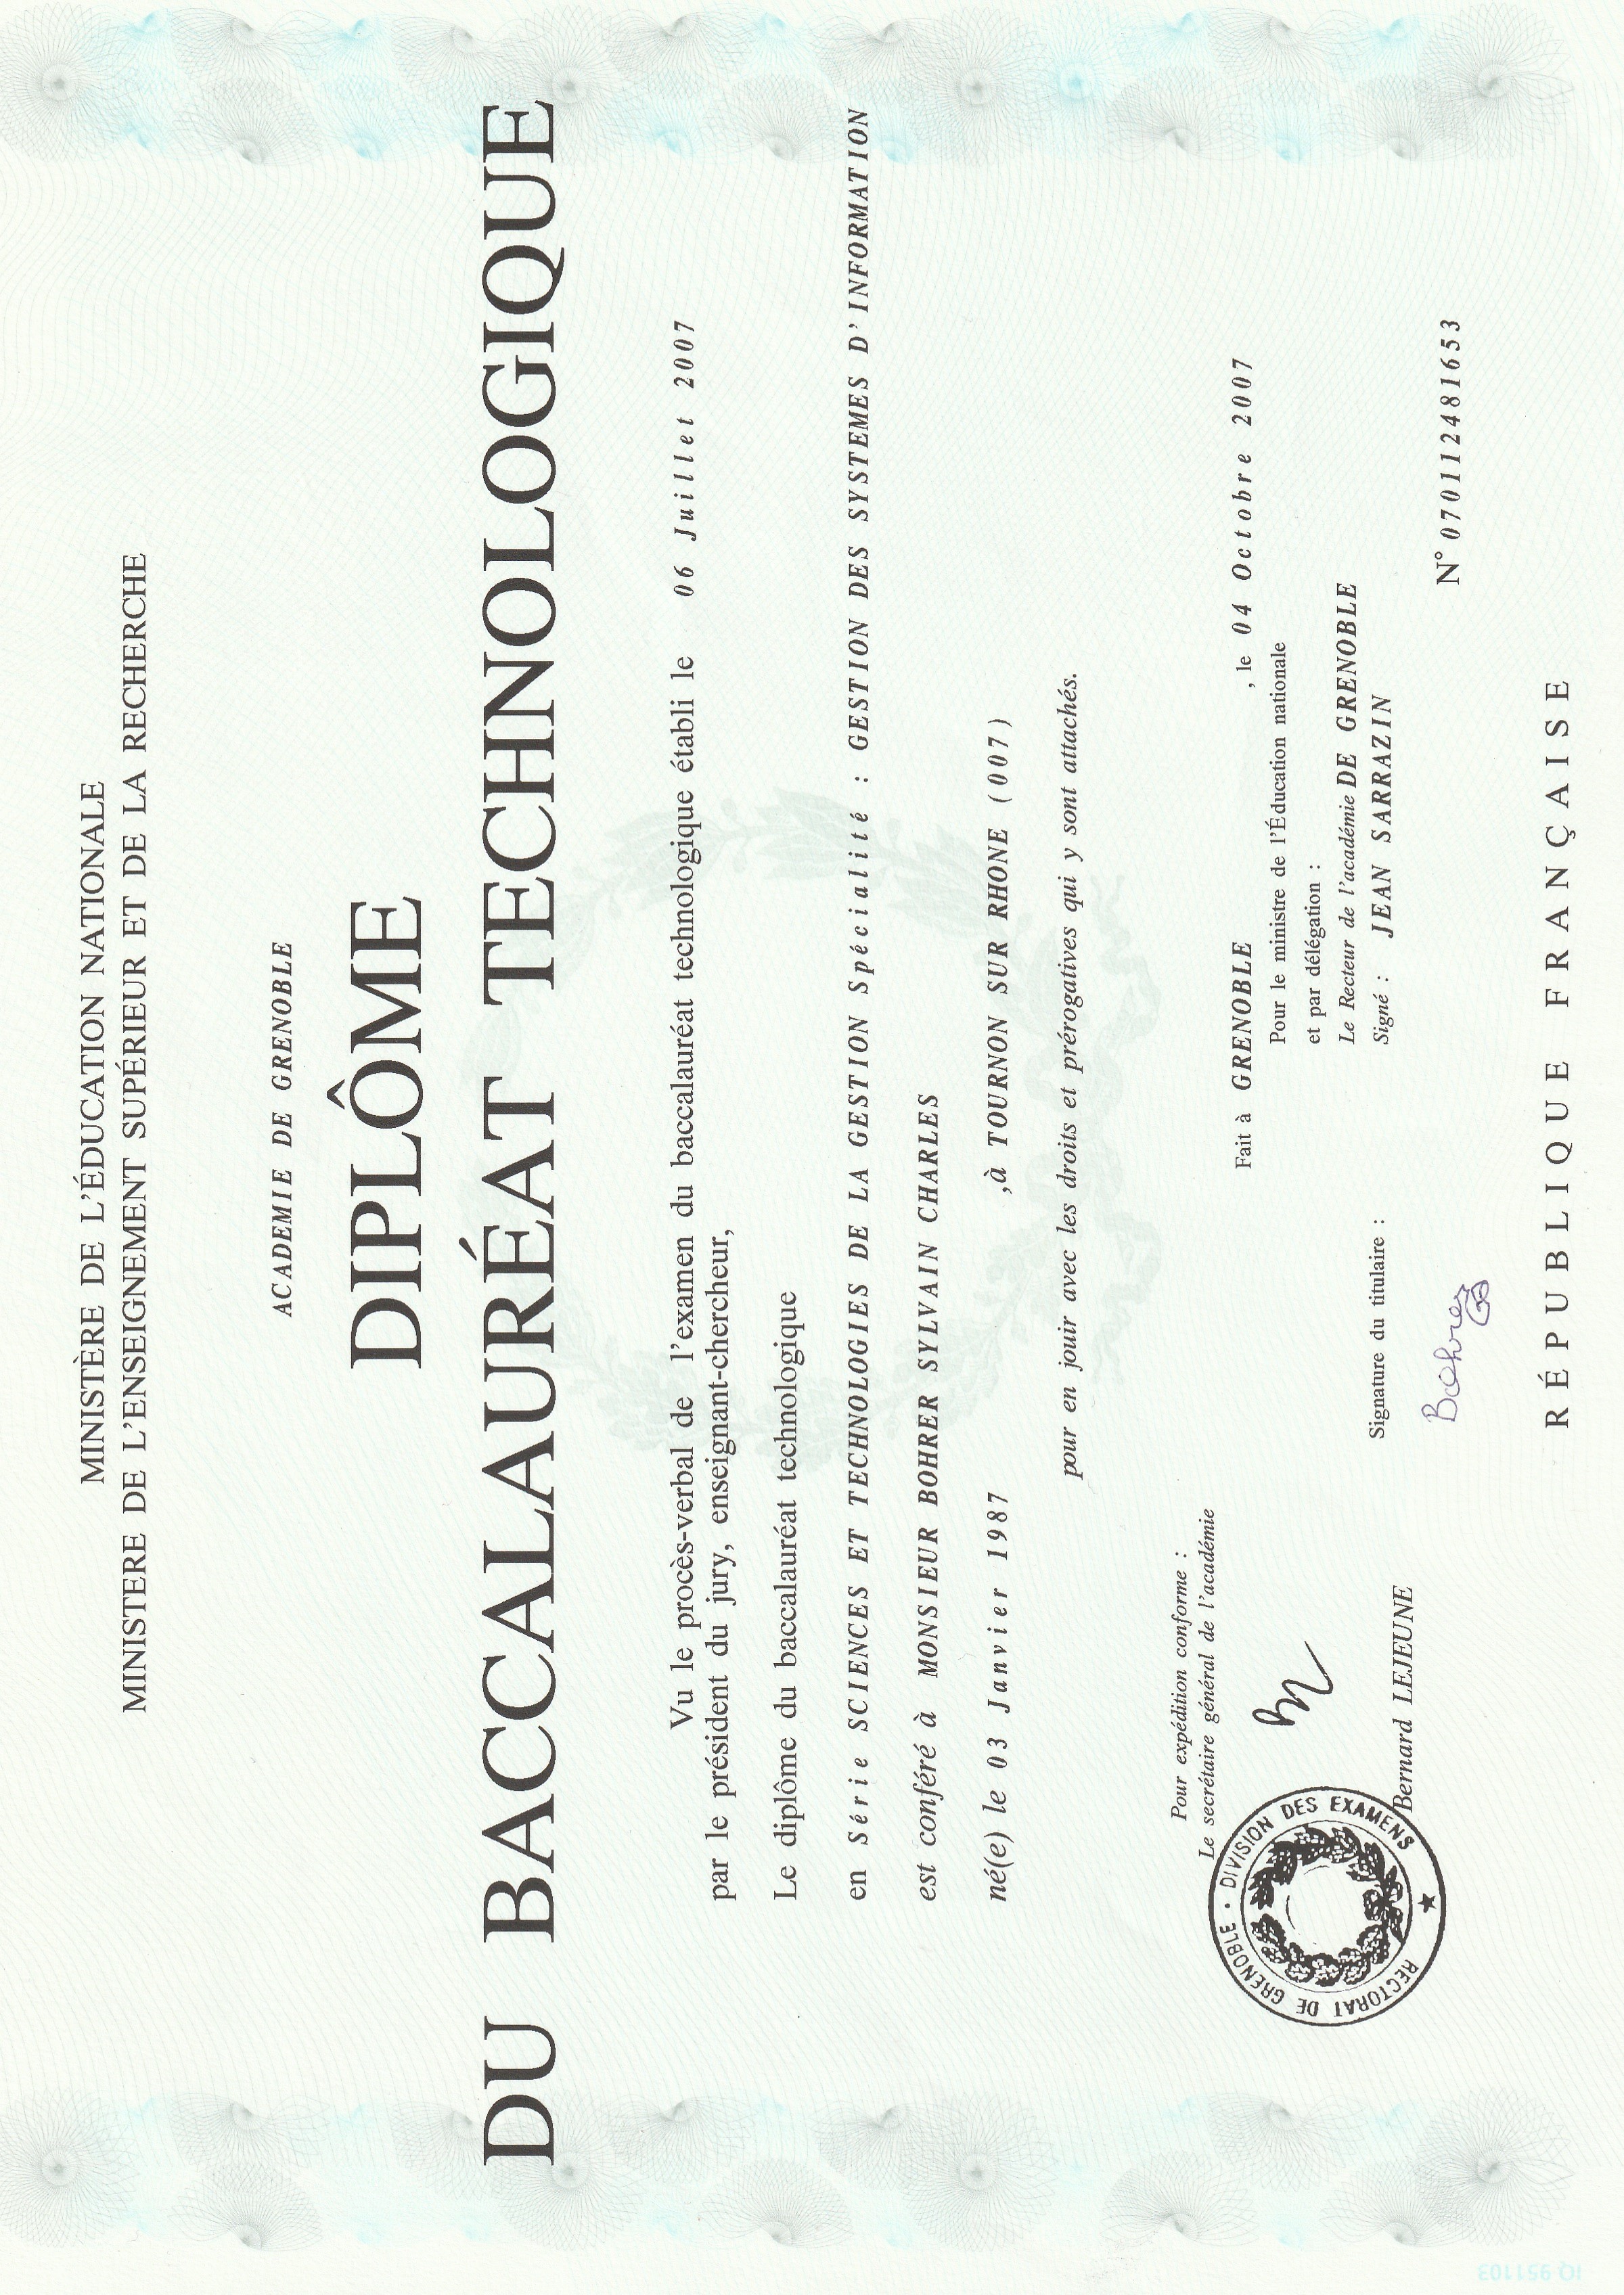 MINISTÈRE DE L'ÉDUCATION NATIONALE
MINISTERE DE L'ENSEIGNEMENT SUPÉRIEUR ET DE LA RECHERCHE
ACADEMIE DE GRENOBLE
DIPLÔME
DU BACCALAURÉAT TECHNOLOGIQUE
Vu le procès-verbal de l'examen du baccalauréat technologique établi le 06 Juillet 2007
par le président du jury, enseignant-chercheur,
Le diplôme du baccalauréat technologique
en Série SCIENCES ET TECHNOLOGIES DE LA GESTION Spécialité : GESTION DES SYSTEMES D'INFORMATION
est conféré à MONSIEUR BOHRER SYLVAIN CHARLES
né(e) le 03 Janvier 1987 ,à TOURNON SUR RHONE (007)
pour en jouir avec les droits et prérogatives qui y sont attachés.
Pour expédition conforme :
Le secrétaire général de l'académie
Bernard LEJEUNE
RECTORAT DE GRENOBLE · DIVISION DES EXAMENS
Fait à GRENOBLE , le 04 Octobre 2007
Pour le ministre de l'Éducation nationale
et par délégation :
Le Recteur de l'académie DE GRENOBLE
Signé : JEAN SARRAZIN
Signature du titulaire :
Bohrer
N° 070112481653
RÉPUBLIQUE FRANÇAISE
IQ 951103